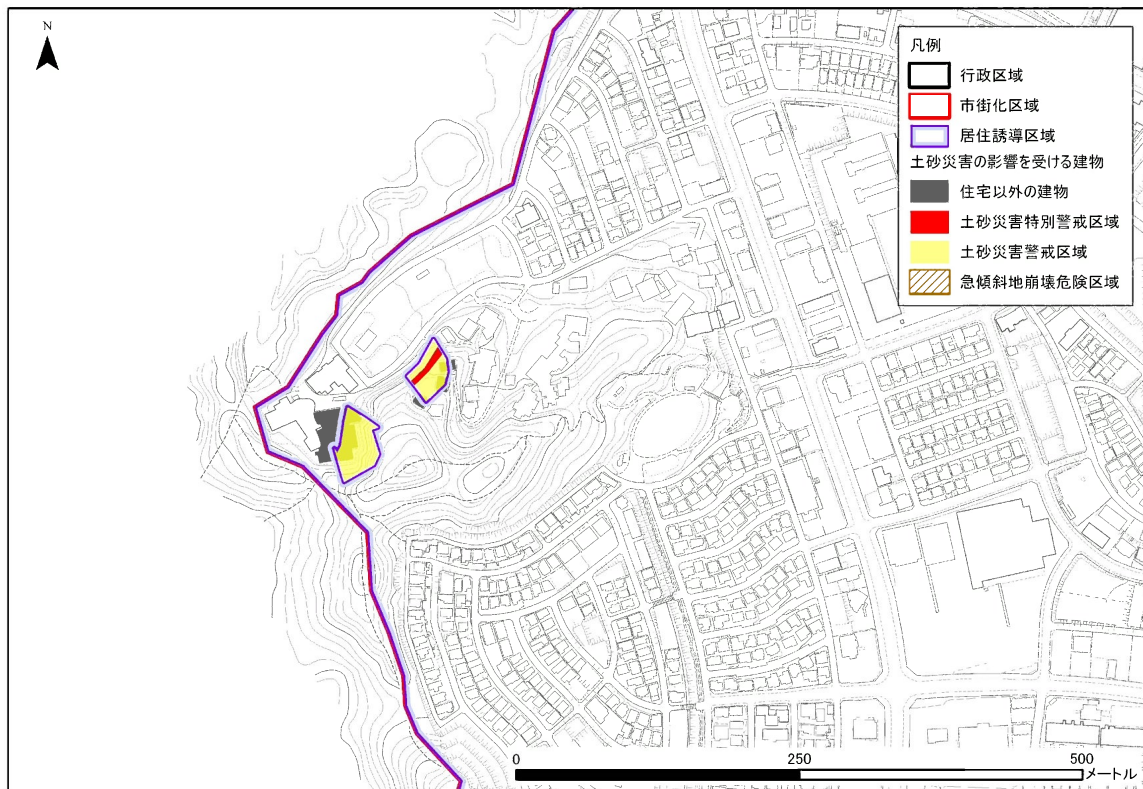 N
凡例
行政区域
市街化区域
居住誘導区域
土砂災害の影響を受ける建物
住宅以外の建物
土砂災害特別警戒区域
土砂災害警戒区域
急傾斜地崩壊危険区域
0 250 500
メートル